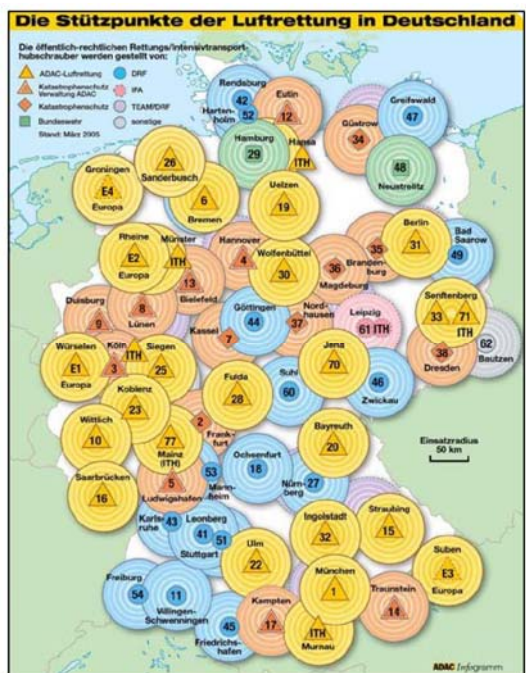 Die Stützpunkte der Luftrettung in Deutschland
Die öffentlich-rechtlichen Rettungs/Intensivtransport-
hubschrauber werden gestellt von:
ADAC-Luftrettung
DRF
Katastrophenschutz
Verwaltung ADAC
IFA
Katastrophenschutz
TEAM/DRF
Bundeswehr
sonstige
Stand: März 2005
Rendsburg
42
52
Harten-
holm
Eutin
12
Greifswald
47
Güstrow
34
Hamburg
29
Hansa
ITH
48
Neustrelitz
Groningen
E4
Europa
26
Sanderbusch
6
Bremen
Uelzen
19
Berlin
31
Bad
Saarow
49
Rheine
E2
Europa
Münster
ITH
13
Bielefeld
Hannover
4
Wolfenbüttel
30
36
Magdeburg
35
Branden-
burg
Duisburg
9
8
Lünen
Göttingen
44
Kassel
7
Nord-
hausen
37
Leipzig
61 ITH
Senftenberg
33
71
ITH
38
Dresden
62
Bautzen
Würselen
E1
Europa
Köln
3
ITH
Siegen
25
Fulda
28
Suhl
60
Jena
70
46
Zwickau
Koblenz
23
Wittlich
10
77
Mainz
(ITH)
2
Frank-
furt
Bayreuth
20
Einsatzradius
50 km
Saarbrücken
16
5
Ludwigshafen
53
Mann-
heim
Ochsenfurt
18
27
Nürn-
berg
Karls-
ruhe
43
Leonberg
41
51
Stuttgart
Ingolstadt
32
Straubing
15
Ulm
22
Suben
E3
Europa
Freiburg
54
11
Villingen-
Schwenningen
45
Friedrichs-
hafen
Kempten
17
München
1
ITH
Murnau
Traunstein
14
ADAC Infogramm